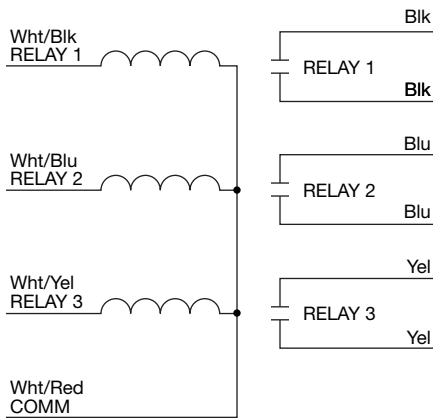 Wht/Blk
RELAY 1
Wht/Blu
RELAY 2
Wht/Yel
RELAY 3
Wht/Red
COMM
Blk
RELAY 1
Blk
Blu
RELAY 2
Blu
Yel
RELAY 3
Yel